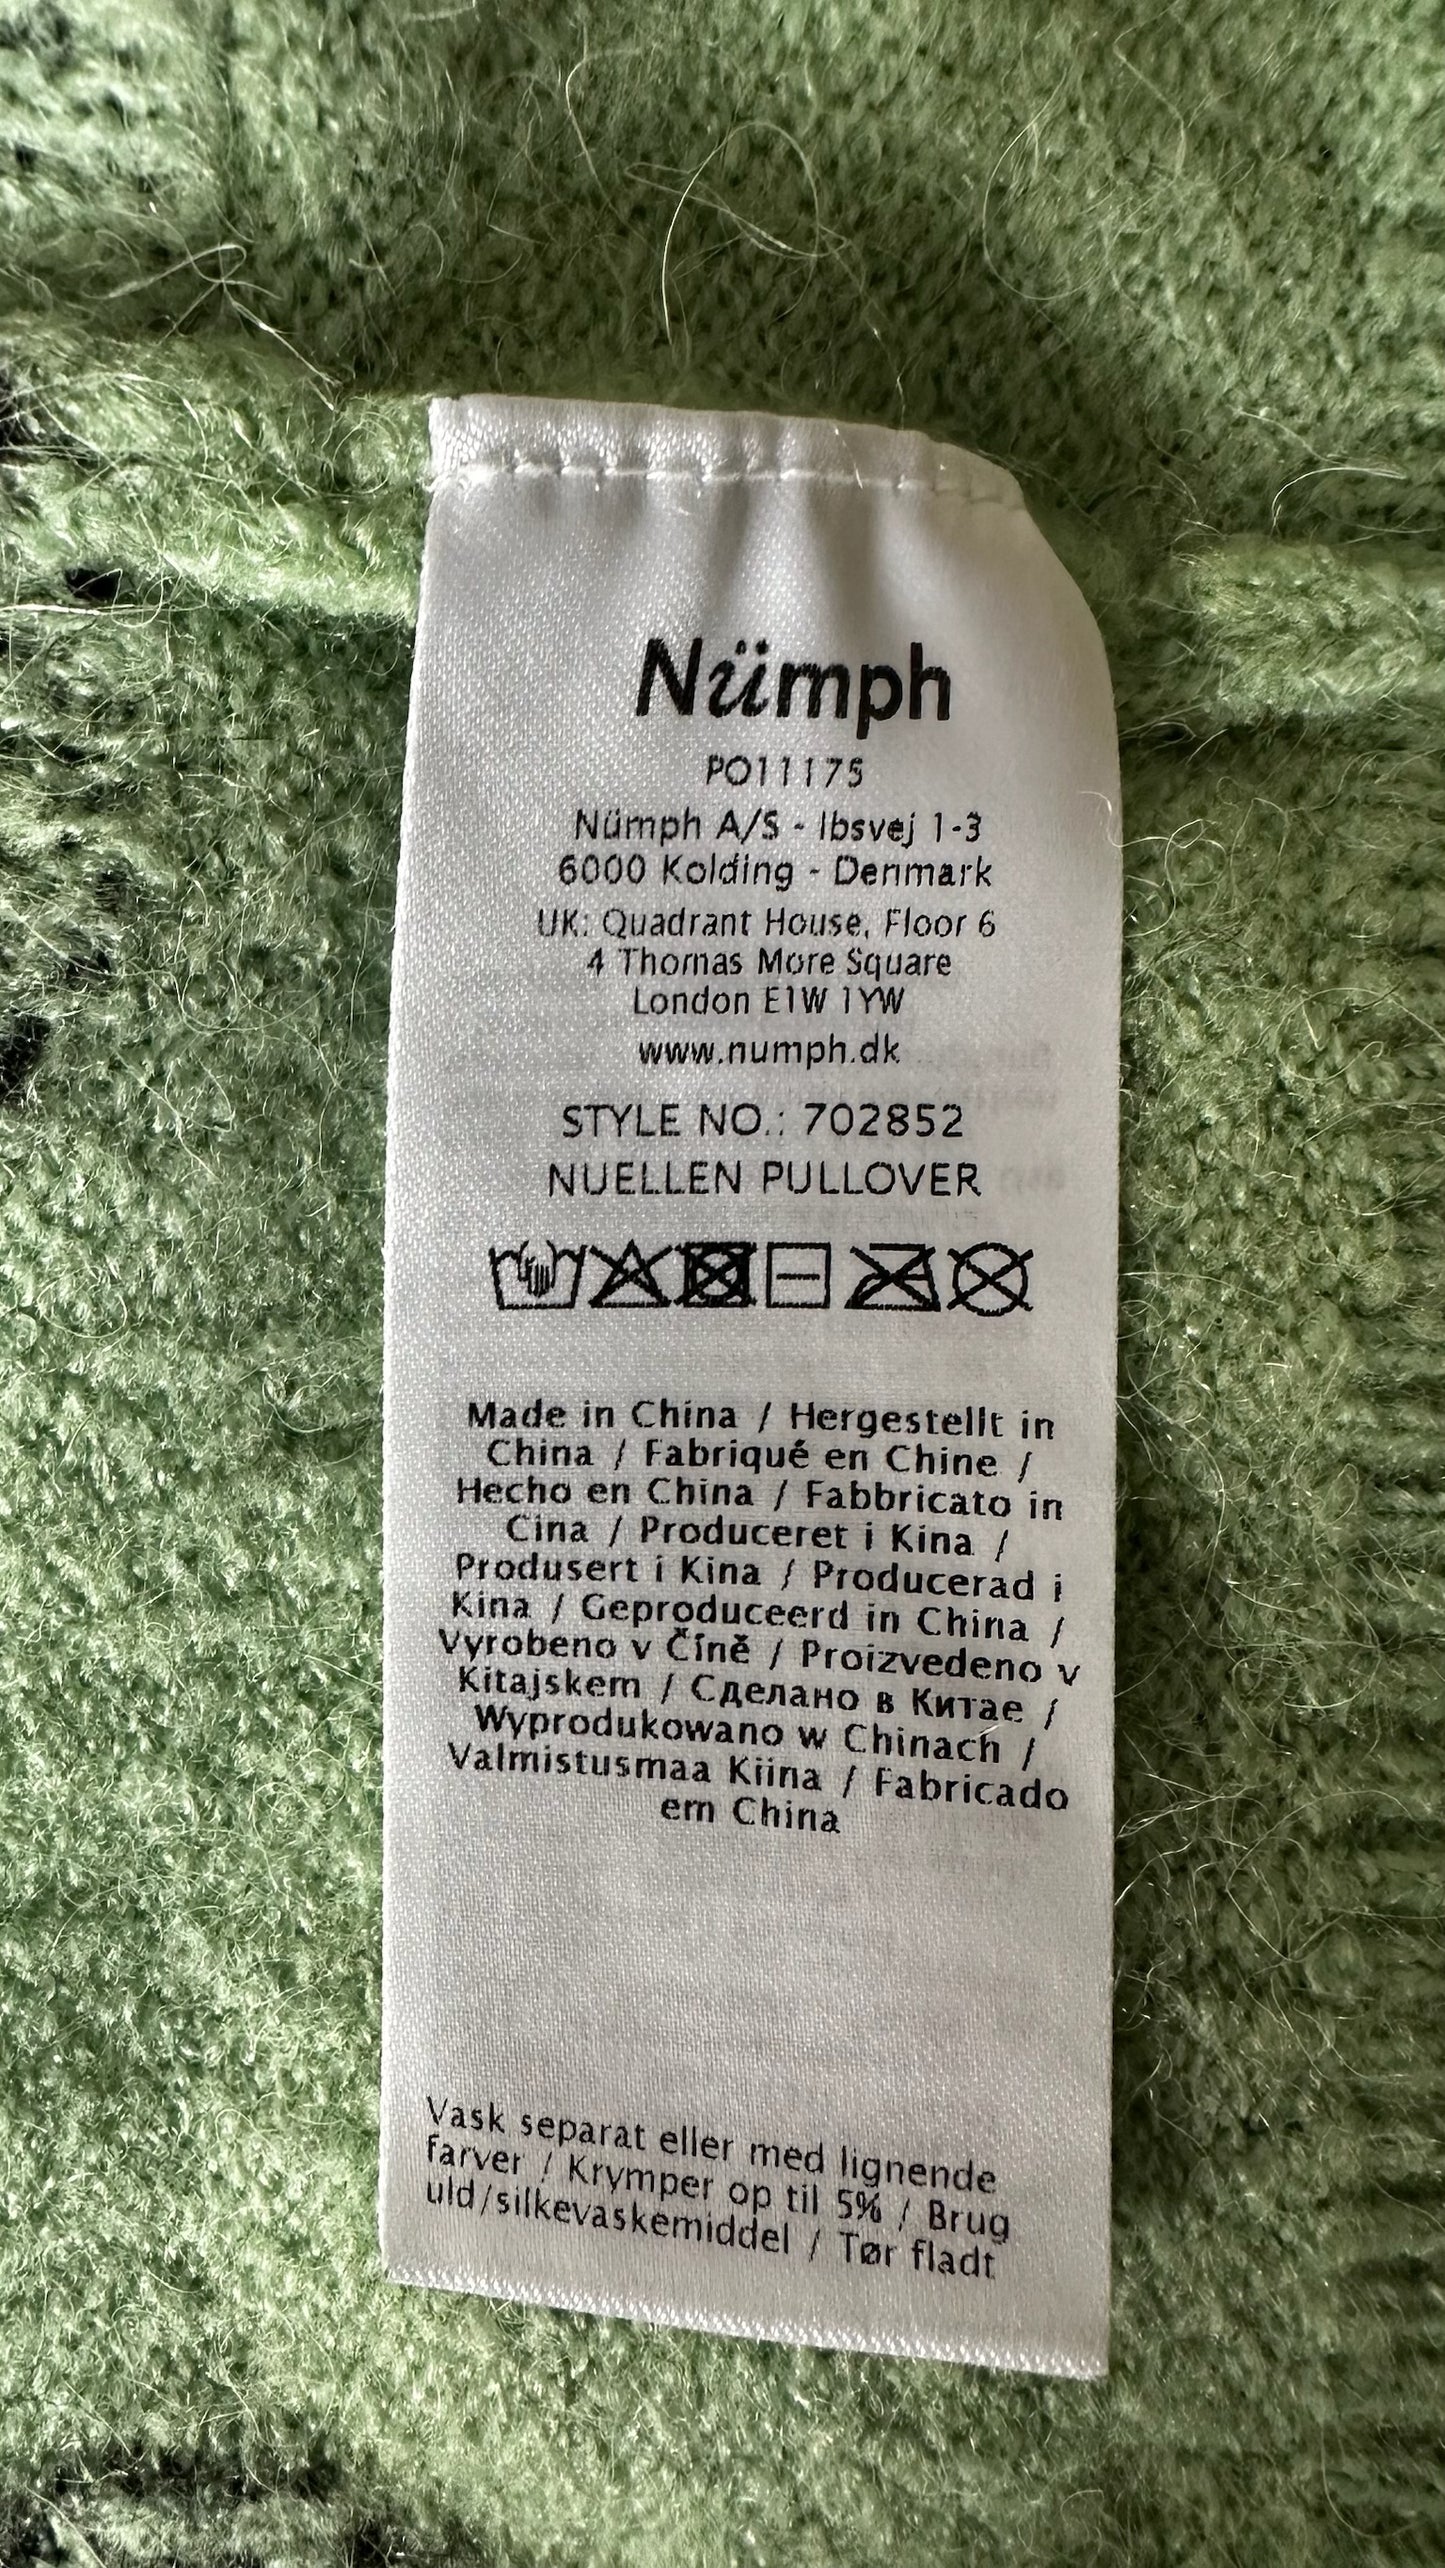 Nümph
PO11175
Nümph A/S - Ibsvej 1-3
6000 Kolding - Denmark
UK: Quadrant House, Floor 6
4 Thomas More Square
London E1W 1YW
www.numph.dk
STYLE NO.: 702852
NUELLEN PULLOVER
Made in China / Hergestellt in
China / Fabriqué en Chine /
Hecho en China / Fabbricato in
Cina / Produceret i Kina /
Produsert i Kina / Producerad i
Kina / Geproduceerd in China /
Vyrobeno v Číně / Proizvedeno v
Kitajskem / Сделано в Китае /
Wyprodukowano w Chinach /
Valmistusmaa Kiina / Fabricado
em China
Vask separat eller med lignende
farver / Krymper op til 5% / Brug
uld/silkevaskemiddel / Tør fladt